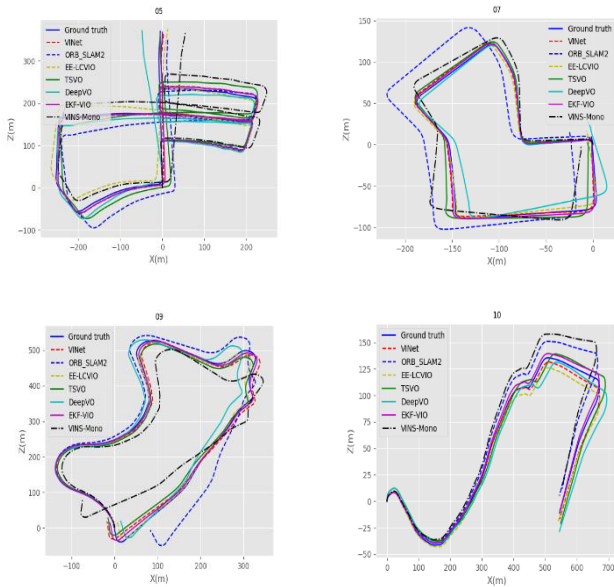 05
Ground truth
VINet
ORB_SLAM2
EE-LCVIO
TSVO
DeepVO
EKF-VIO
VINS-Mono
300
200
100
0
−100
Z(m)
−200
−100
0
100
200
X(m)
07
Ground truth
VINet
ORB_SLAM2
EE-LCVIO
TSVO
DeepVO
EKF-VIO
VINS-Mono
150
100
50
0
−50
−100
Z(m)
−200
−150
−100
−50
0
X(m)
09
Ground truth
VINet
ORB_SLAM2
EE-LCVIO
TSVO
DeepVO
EKF-VIO
VINS-Mono
500
400
300
200
100
0
Z(m)
−100
0
100
200
300
X(m)
10
Ground truth
VINet
ORB_SLAM2
EE-LCVIO
TSVO
DeepVO
EKF-VIO
VINS-Mono
150
125
100
75
50
25
0
−25
−50
Z(m)
0
100
200
300
400
500
600
700
X(m)